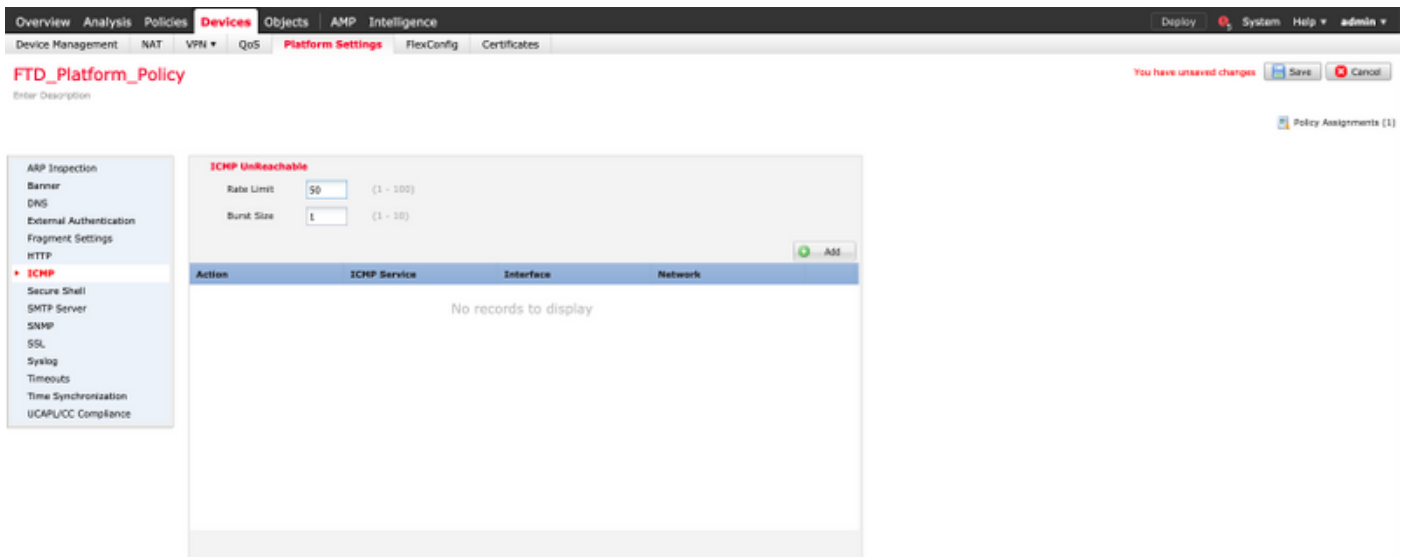 Overview Analysis Policies Devices Objects AMP Intelligence Deploy System Help admin
Device Management NAT VPN QoS Platform Settings FlexConfig Certificates
FTD_Platform_Policy
You have unsaved changes Save Cancel
Enter Description
Policy Assignments (1)
ARP Inspection
Banner
DNS
External Authentication
Fragment Settings
HTTP
ICMP
Secure Shell
SMTP Server
SNMP
SSL
Syslog
Timeouts
Time Synchronization
UCAPL/CC Compliance
ICMP UnReachable
Rate Limit 50 (1 - 100)
Burst Size 1 (1 - 10)
Add
Action ICMP Service Interface Network
No records to display